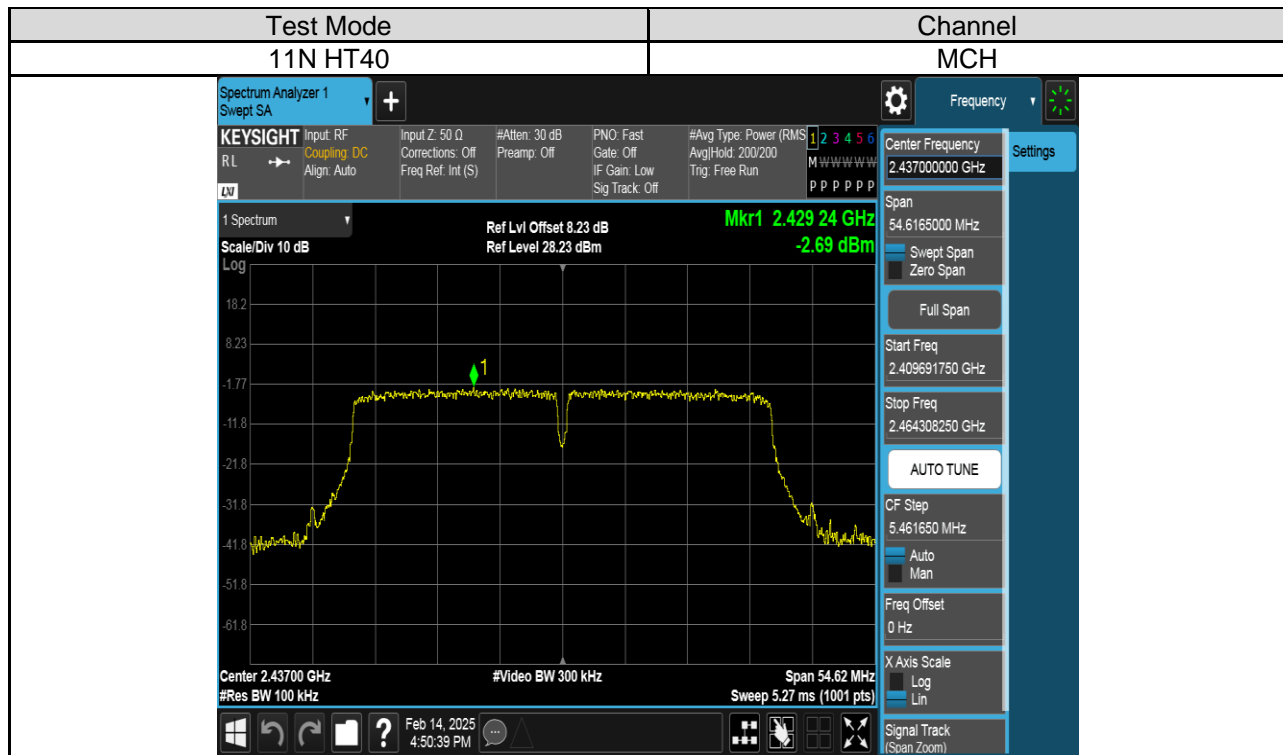 Test Mode Channel
11N HT40 MCH
Spectrum Analyzer 1
Swept SA
+
Frequency
KEYSIGHT
RL
LXI
Input: RF
Coupling: DC
Align: Auto
Input Z: 50 Ω
Corrections: Off
Freq Ref: Int (S)
#Atten: 30 dB
Preamp: Off
PNO: Fast
Gate: Off
IF Gain: Low
Sig Track: Off
#Avg Type: Power (RMS
Avg|Hold: 200/200
Trig: Free Run
1 2 3 4 5 6
M W W W W W
P P P P P P
1 Spectrum
Scale/Div 10 dB
Ref Lvl Offset 8.23 dB
Ref Level 28.23 dBm
Mkr1 2.429 24 GHz
-2.69 dBm
Log
18.2
8.23
-1.77
-11.8
-21.8
-31.8
-41.8
-51.8
-61.8
1
Center 2.43700 GHz
#Res BW 100 kHz
#Video BW 300 kHz
Span 54.62 MHz
Sweep 5.27 ms (1001 pts)
?
Feb 14, 2025
4:50:39 PM
Center Frequency
2.437000000 GHz
Span
54.6165000 MHz
Swept Span
Zero Span
Full Span
Start Freq
2.409691750 GHz
Stop Freq
2.464308250 GHz
AUTO TUNE
CF Step
5.461650 MHz
Auto
Man
Freq Offset
0 Hz
X Axis Scale
Log
Lin
Signal Track
(Span Zoom)
Settings